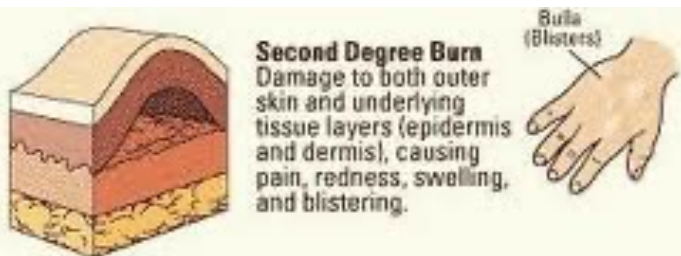 Second Degree Burn
Damage to both outer
skin and underlying
tissue layers (epidermis
and dermis), causing
pain, redness, swelling,
and blistering.
Bulla
(Blisters)